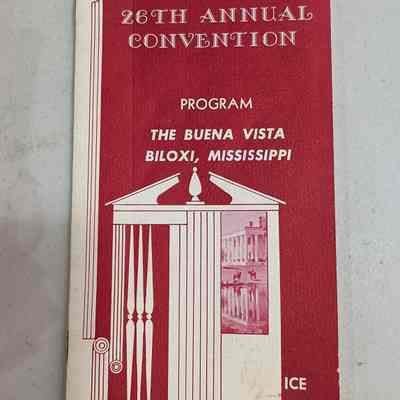 26TH ANNUAL
CONVENTION
PROGRAM
THE BUENA VISTA
BILOXI, MISSISSIPPI
ICE